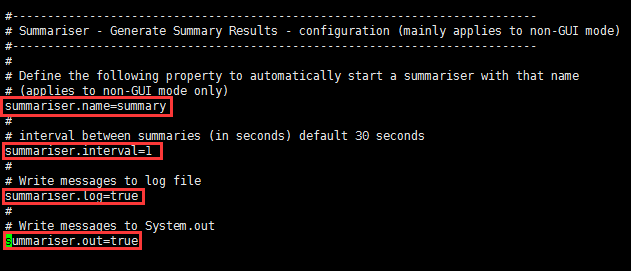 #---------------------------------------------------------------------------
# Summariser - Generate Summary Results - configuration (mainly applies to non-GUI mode)
#---------------------------------------------------------------------------
#
# Define the following property to automatically start a summariser with that name
# (applies to non-GUI mode only)
summariser.name=summary
#
# interval between summaries (in seconds) default 30 seconds
summariser.interval=1
#
# Write messages to log file
summariser.log=true
#
# Write messages to System.out
summariser.out=true